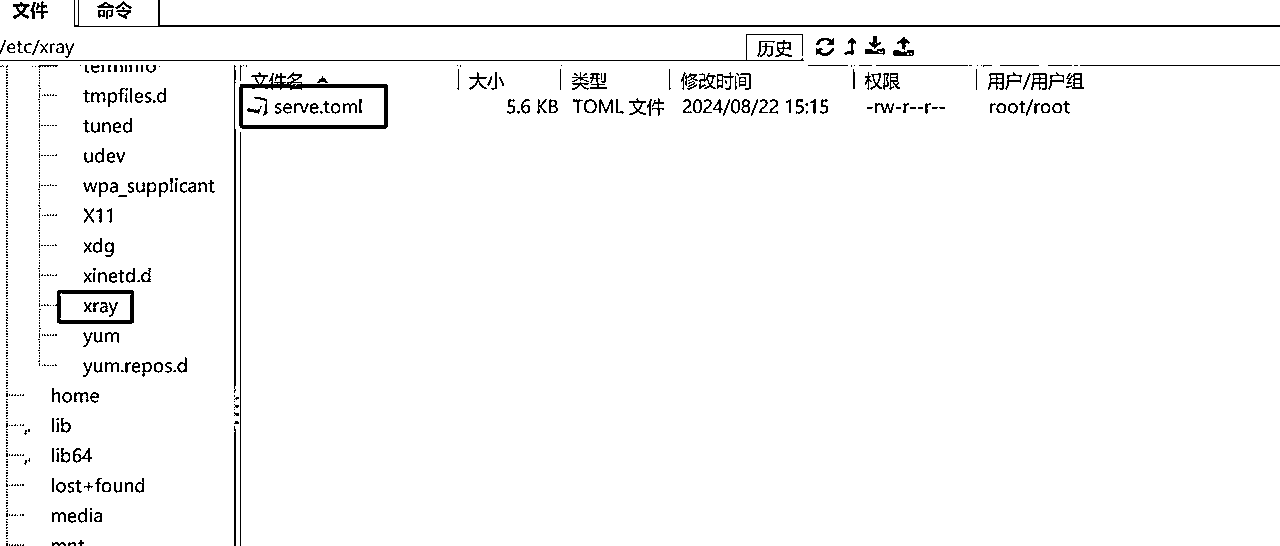 文件 命令
/etc/xray 历史
文件名 大小 类型 修改时间 权限 用户/用户组
serve.toml 5.6 KB TOML 文件 2024/08/22 15:15 -rw-r--r-- root/root
terminfo
tmpfiles.d
tuned
udev
wpa_supplicant
X11
xdg
xinetd.d
xray
yum
yum.repos.d
home
lib
lib64
lost+found
media
mnt